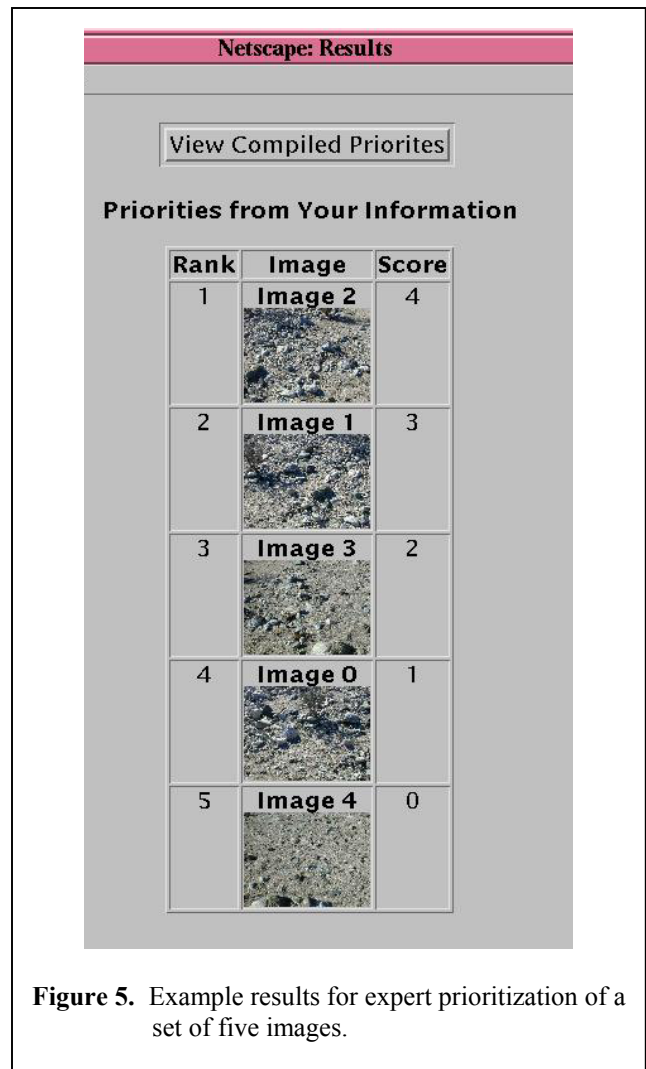 Netscape: Results
View Compiled Priorites
Priorities from Your Information
Rank Image Score
1 Image 2 4
2 Image 1 3
3 Image 3 2
4 Image 0 1
5 Image 4 0
Figure 5. Example results for expert prioritization of a
set of five images.